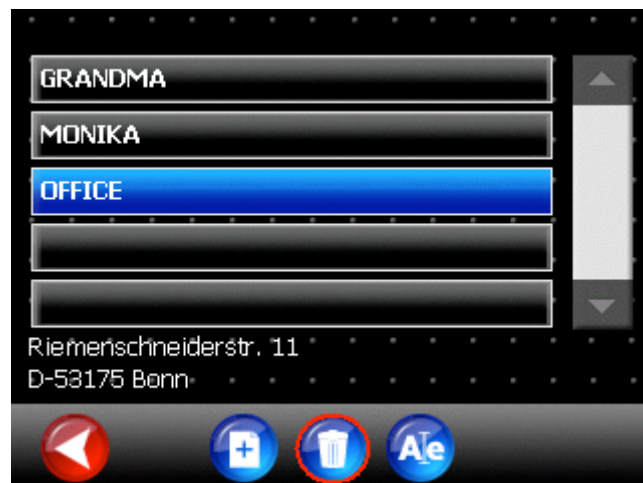 GRANDMA
MONIKA
OFFICE
Riemenschneiderstr. 11
D-53175 Bonn
A e